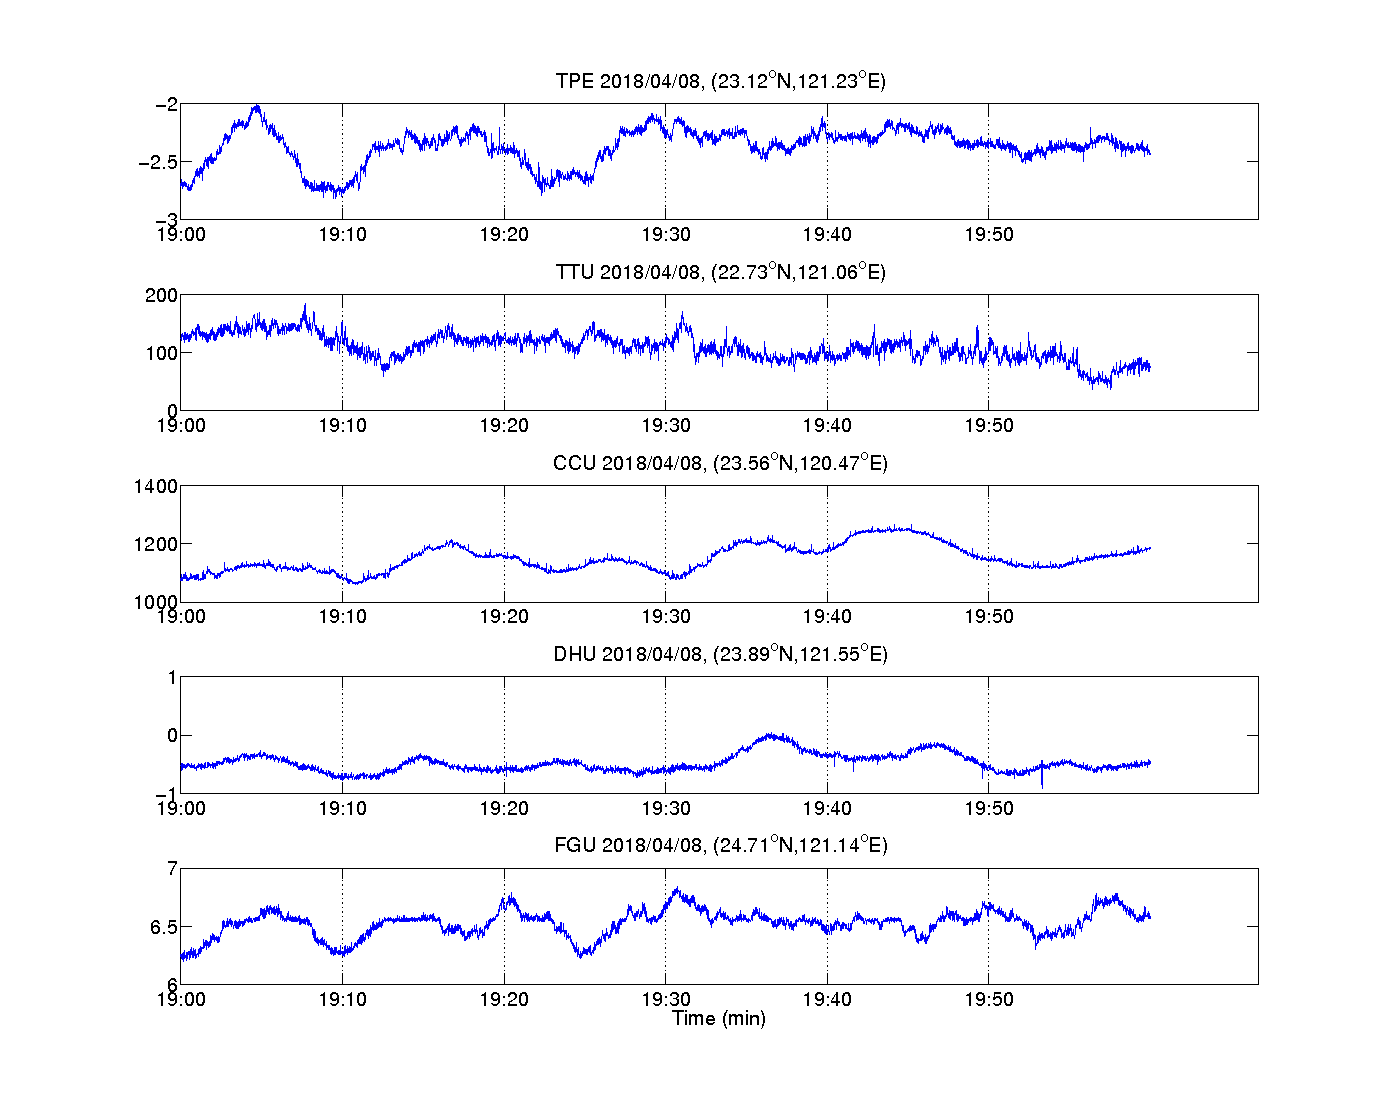 TPE 2018/04/08, (23.12°N,121.23°E)
−2
−2.5
−3
19:00 19:10 19:20 19:30 19:40 19:50
TTU 2018/04/08, (22.73°N,121.06°E)
200
100
0
19:00 19:10 19:20 19:30 19:40 19:50
CCU 2018/04/08, (23.56°N,120.47°E)
1400
1200
1000
19:00 19:10 19:20 19:30 19:40 19:50
DHU 2018/04/08, (23.89°N,121.55°E)
1
0
−1
19:00 19:10 19:20 19:30 19:40 19:50
FGU 2018/04/08, (24.71°N,121.14°E)
7
6.5
6
19:00 19:10 19:20 19:30 19:40 19:50
Time (min)